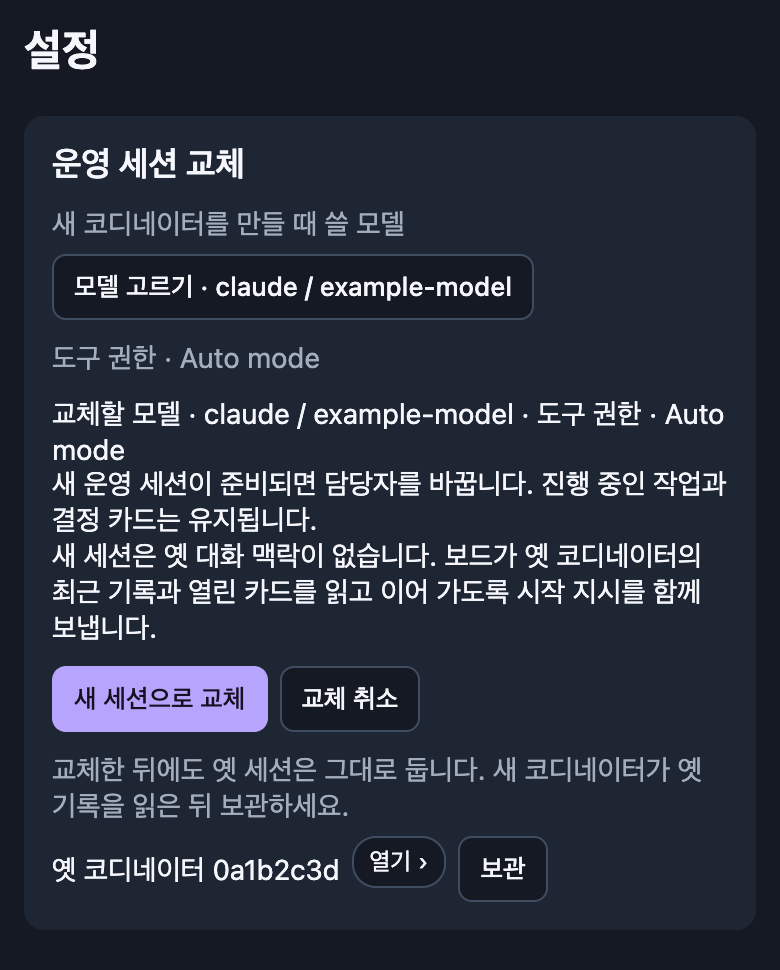 설정
운영 세션 교체
새 코디네이터를 만들 때 쓸 모델
모델 고르기 · claude / example-model
도구 권한 · Auto mode
교체할 모델 · claude / example-model · 도구 권한 · Auto
mode
새 운영 세션이 준비되면 담당자를 바꿉니다. 진행 중인 작업과
결정 카드는 유지됩니다.
새 세션은 옛 대화 맥락이 없습니다. 보드가 옛 코디네이터의
최근 기록과 열린 카드를 읽고 이어 가도록 시작 지시를 함께
보냅니다.
새 세션으로 교체 교체 취소
교체한 뒤에도 옛 세션은 그대로 둡니다. 새 코디네이터가 옛
기록을 읽은 뒤 보관하세요.
옛 코디네이터 0a1b2c3d 열기 › 보관